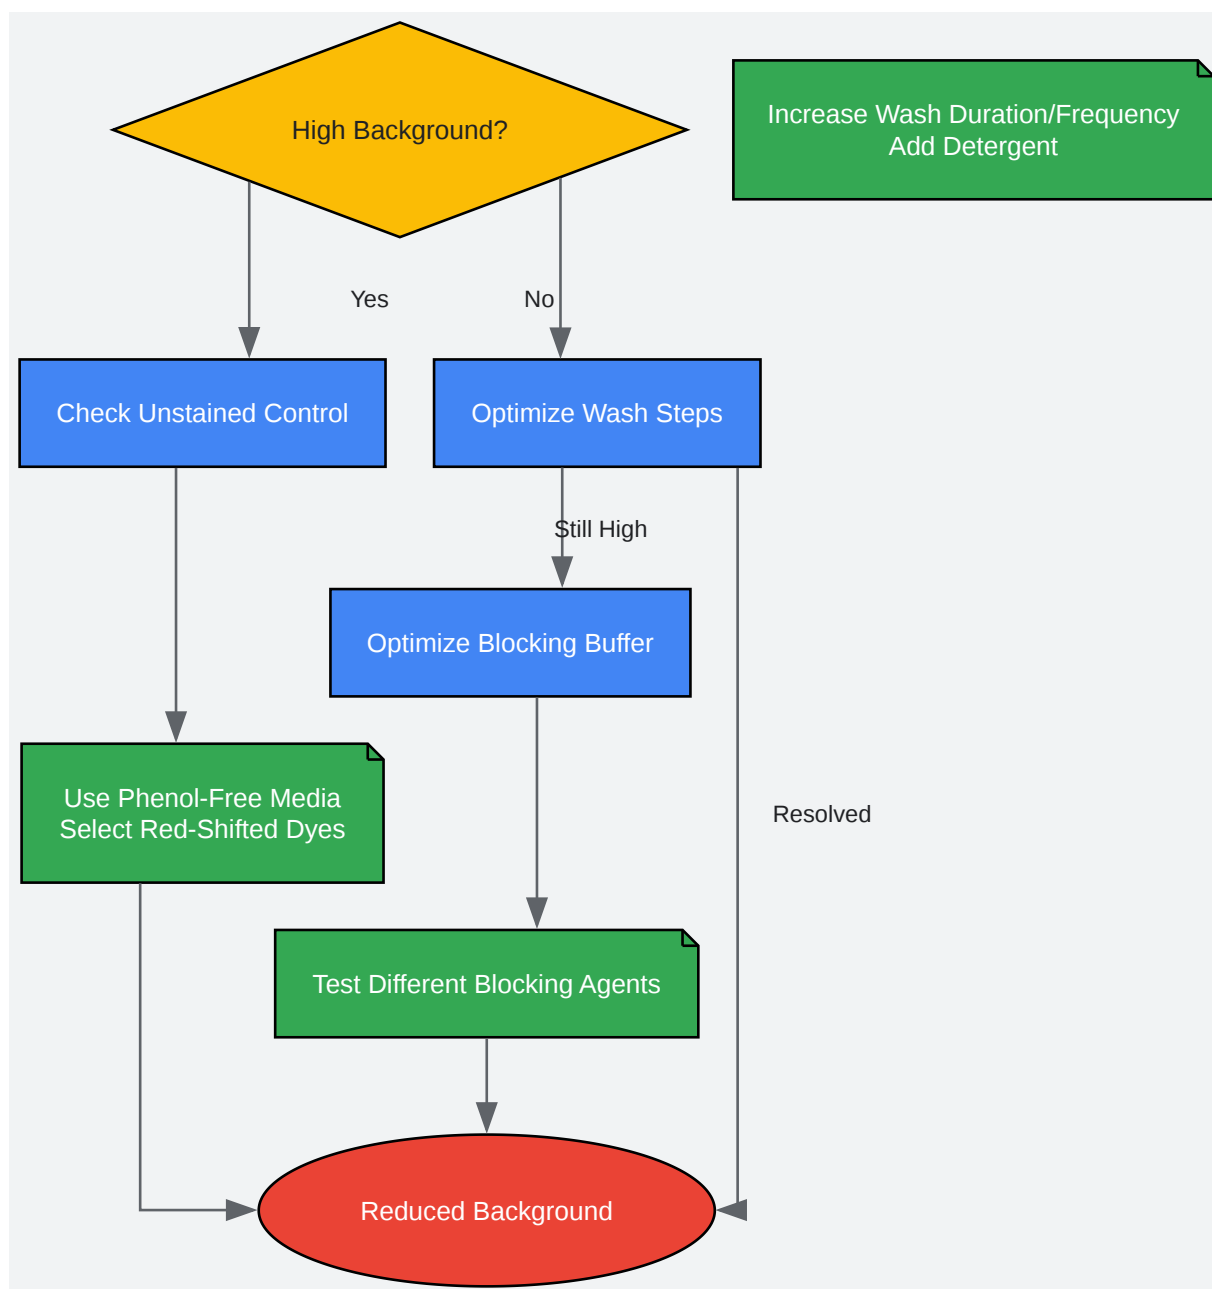 High Background?
Increase Wash Duration/Frequency
Add Detergent
Yes
No
Check Unstained Control
Optimize Wash Steps
Still High
Optimize Blocking Buffer
Use Phenol-Free Media
Select Red-Shifted Dyes
Resolved
Test Different Blocking Agents
Reduced Background